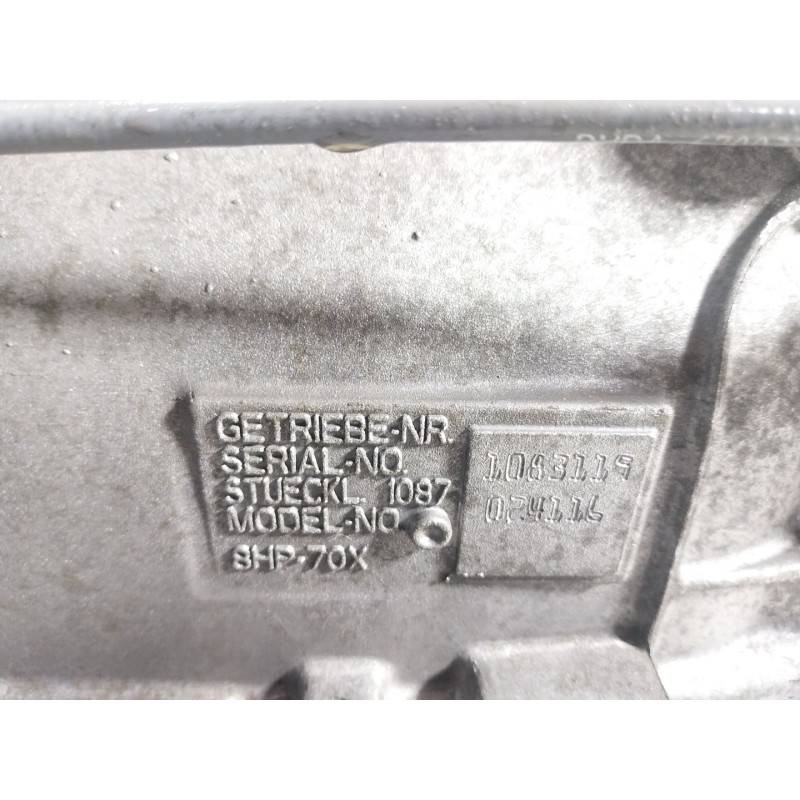 GETRIEBE-NR.
SERIAL-NO.
STUECKL. 1087
MODEL-NO
8HP-70X
1083119
074116